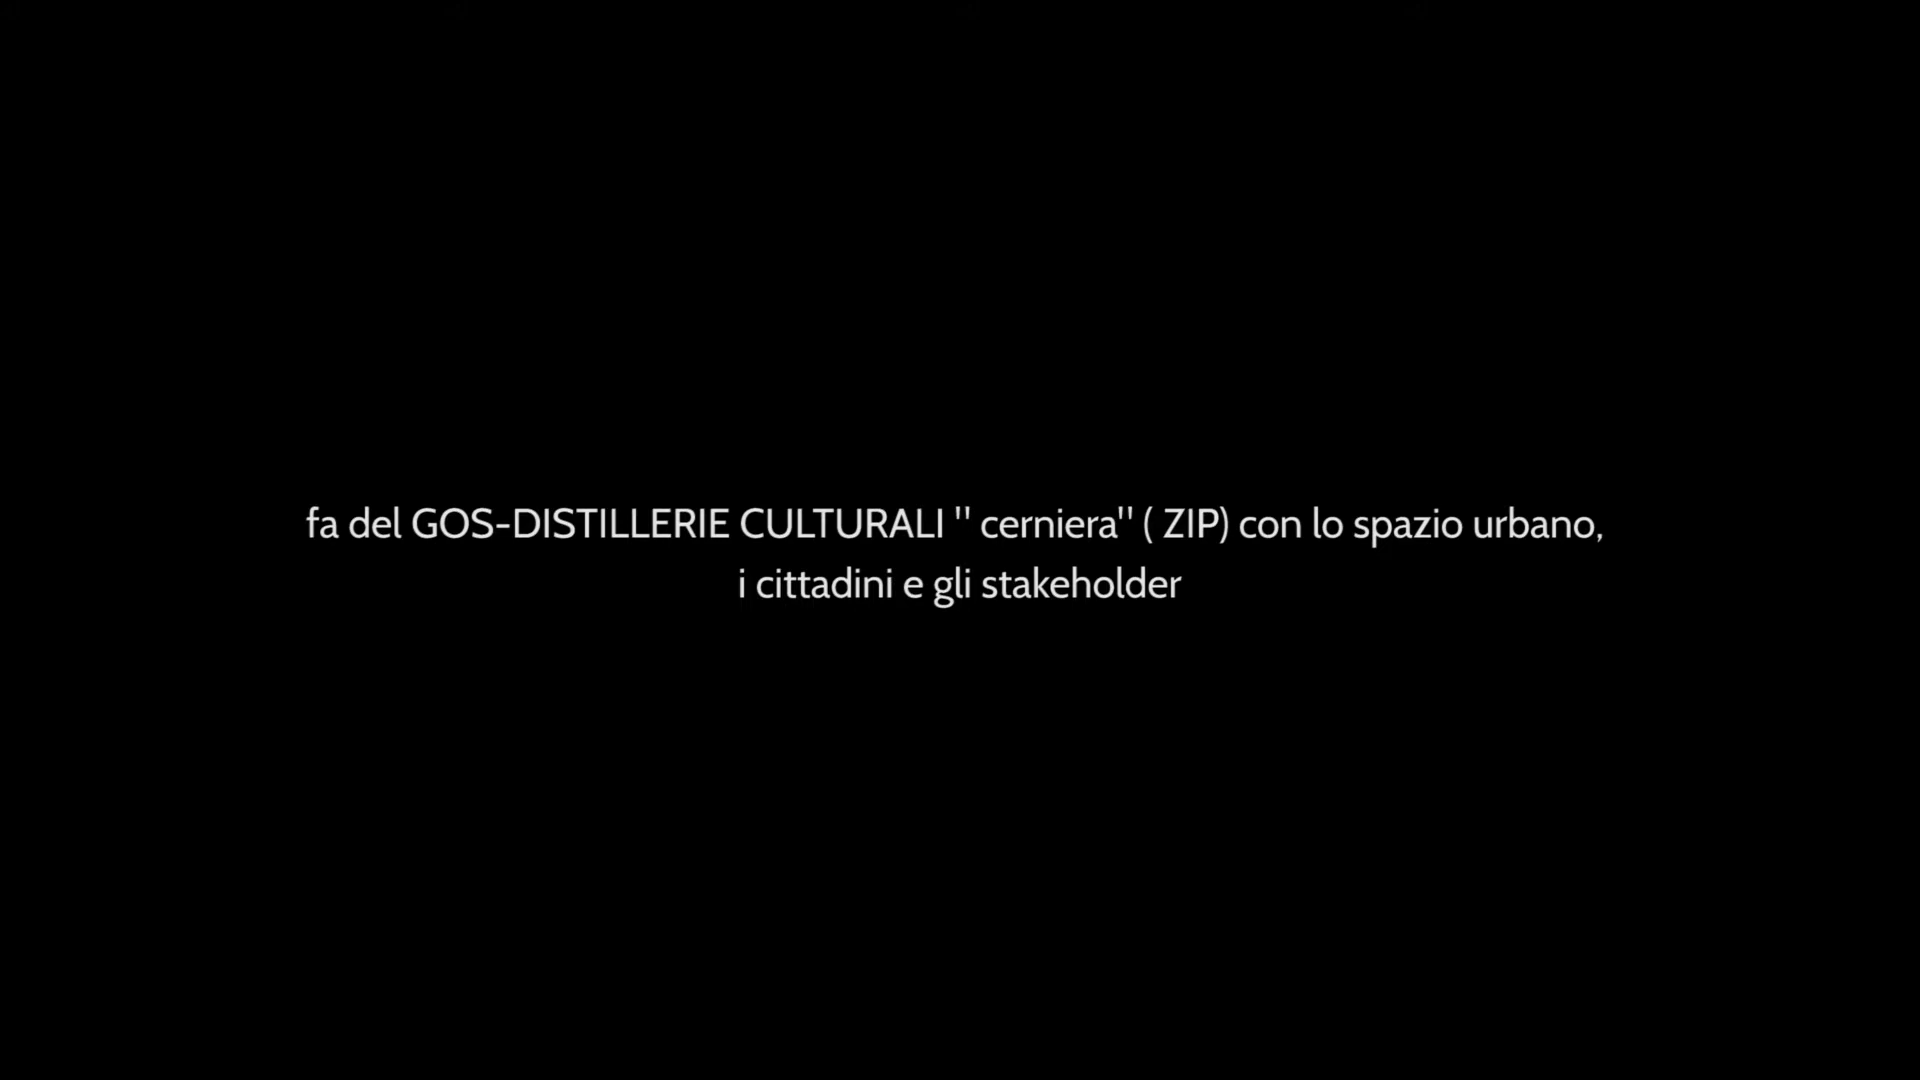 fa del GOS-DISTILLERIE CULTURALI " cerniera" ( ZIP) con lo spazio urbano,
i cittadini e gli stakeholder